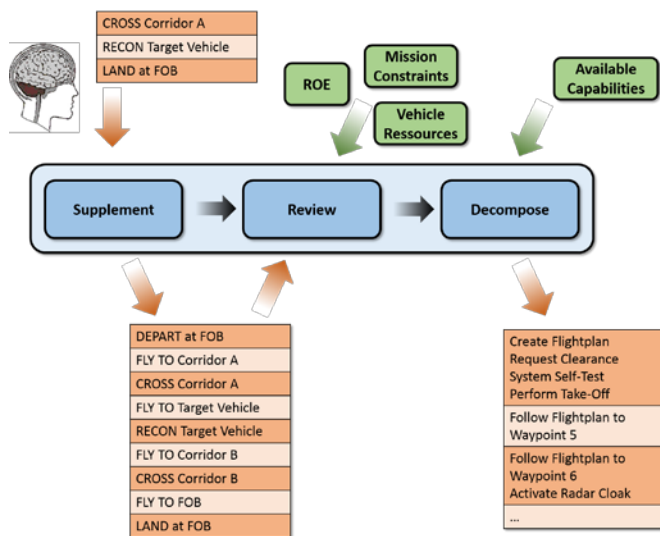 CROSS Corridor A
RECON Target Vehicle
LAND at FOB
ROE
Mission
Constraints
Vehicle
Ressources
Available
Capabilities
Supplement
Review
Decompose
DEPART at FOB
FLY TO Corridor A
CROSS Corridor A
FLY TO Target Vehicle
RECON Target Vehicle
FLY TO Corridor B
CROSS Corridor B
FLY TO FOB
LAND at FOB
Create Flightplan
Request Clearance
System Self-Test
Perform Take-Off
Follow Flightplan to
Waypoint 5
Follow Flightplan to
Waypoint 6
Activate Radar Cloak
...